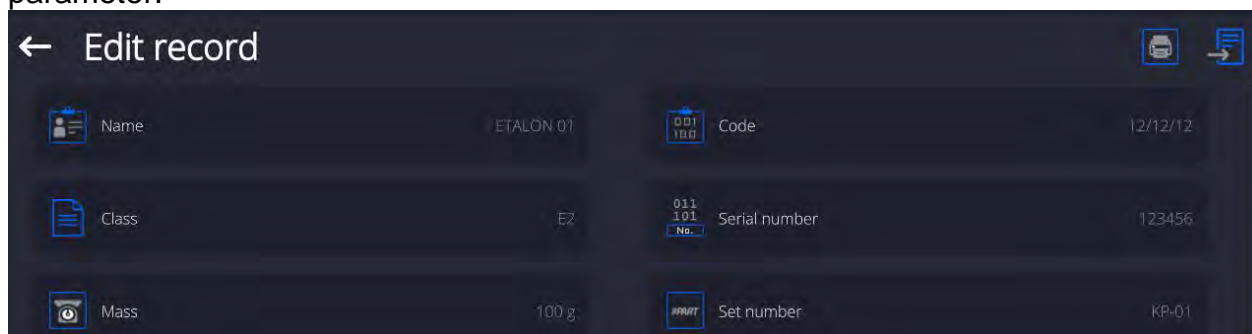 parameter.
Edit record
Name ETALON 01 Code 12/12/12
Class E2 Serial number 123456
Mass 100 g Set number KP-01